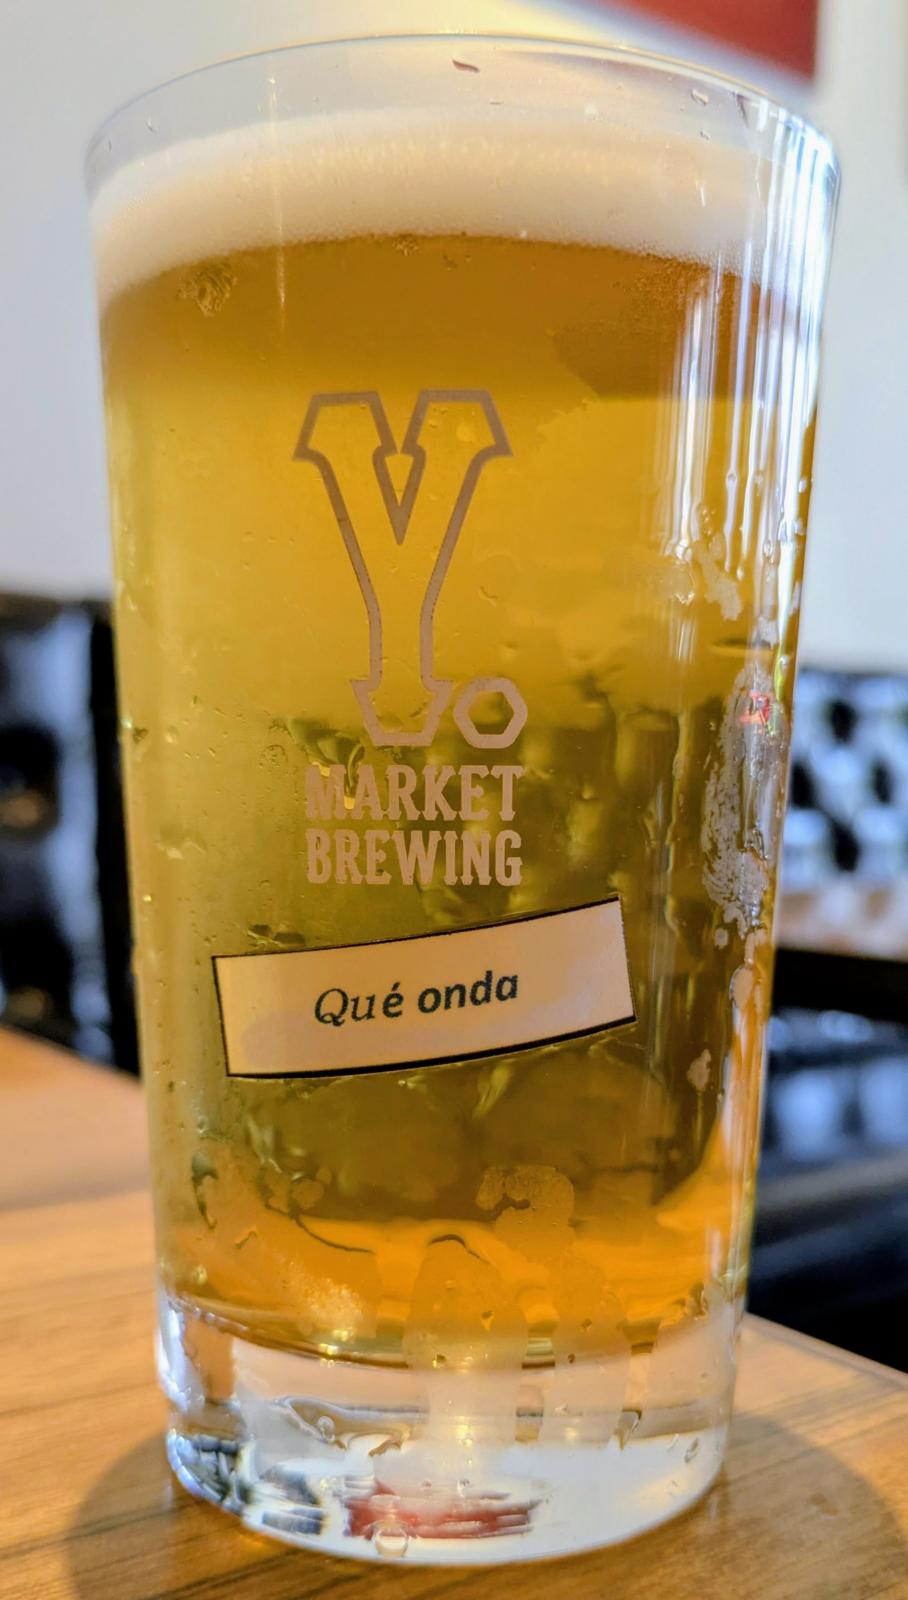 Y.
MARKET
BREWING
Qué onda